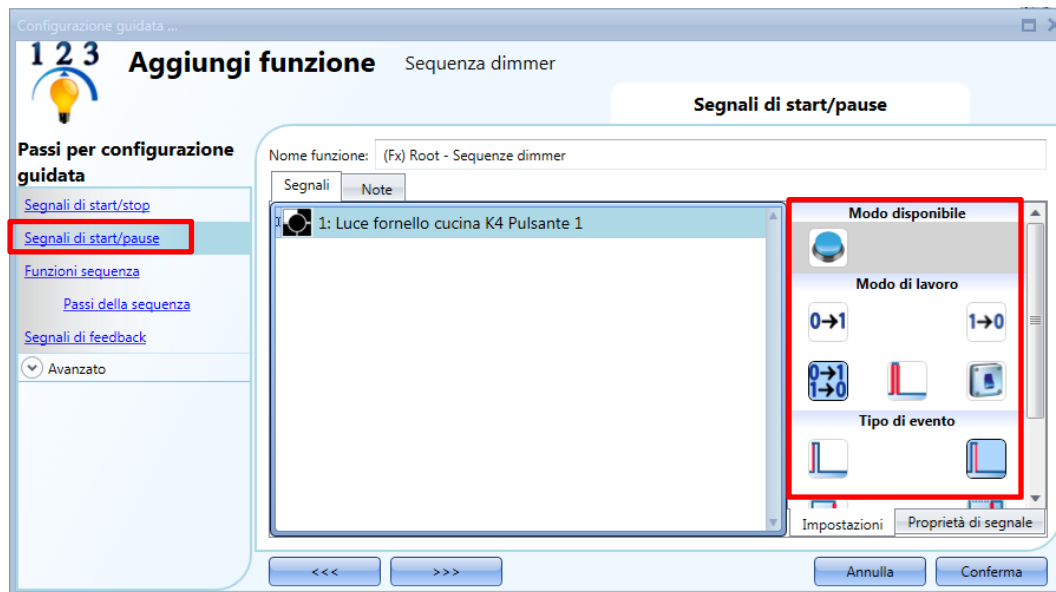 Configurazione guidata ...
1 2 3
Aggiungi funzione Sequenza dimmer
Segnali di start/pause
Passi per configurazione
guidata
Segnali di start/stop
Segnali di start/pause
Funzioni sequenza
Passi della sequenza
Segnali di feedback
Avanzato
Nome funzione: (Fx) Root - Sequenze dimmer
Segnali Note
1: Luce fornello cucina K4 Pulsante 1
Modo disponibile
Modo di lavoro
0→1 1→0
0→1
1→0
Tipo di evento
Impostazioni Proprietà di segnale
<<< >>> Annulla Conferma